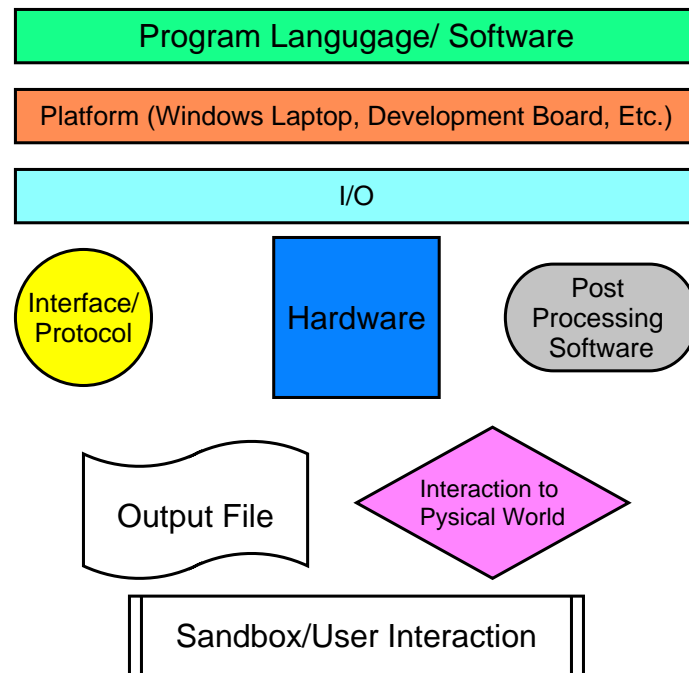 Program Langugage/ Software
Platform (Windows Laptop, Development Board, Etc.)
I/O
Interface/
Protocol
Hardware
Post
Processing
Software
Output File
Interaction to
Pysical World
Sandbox/User Interaction